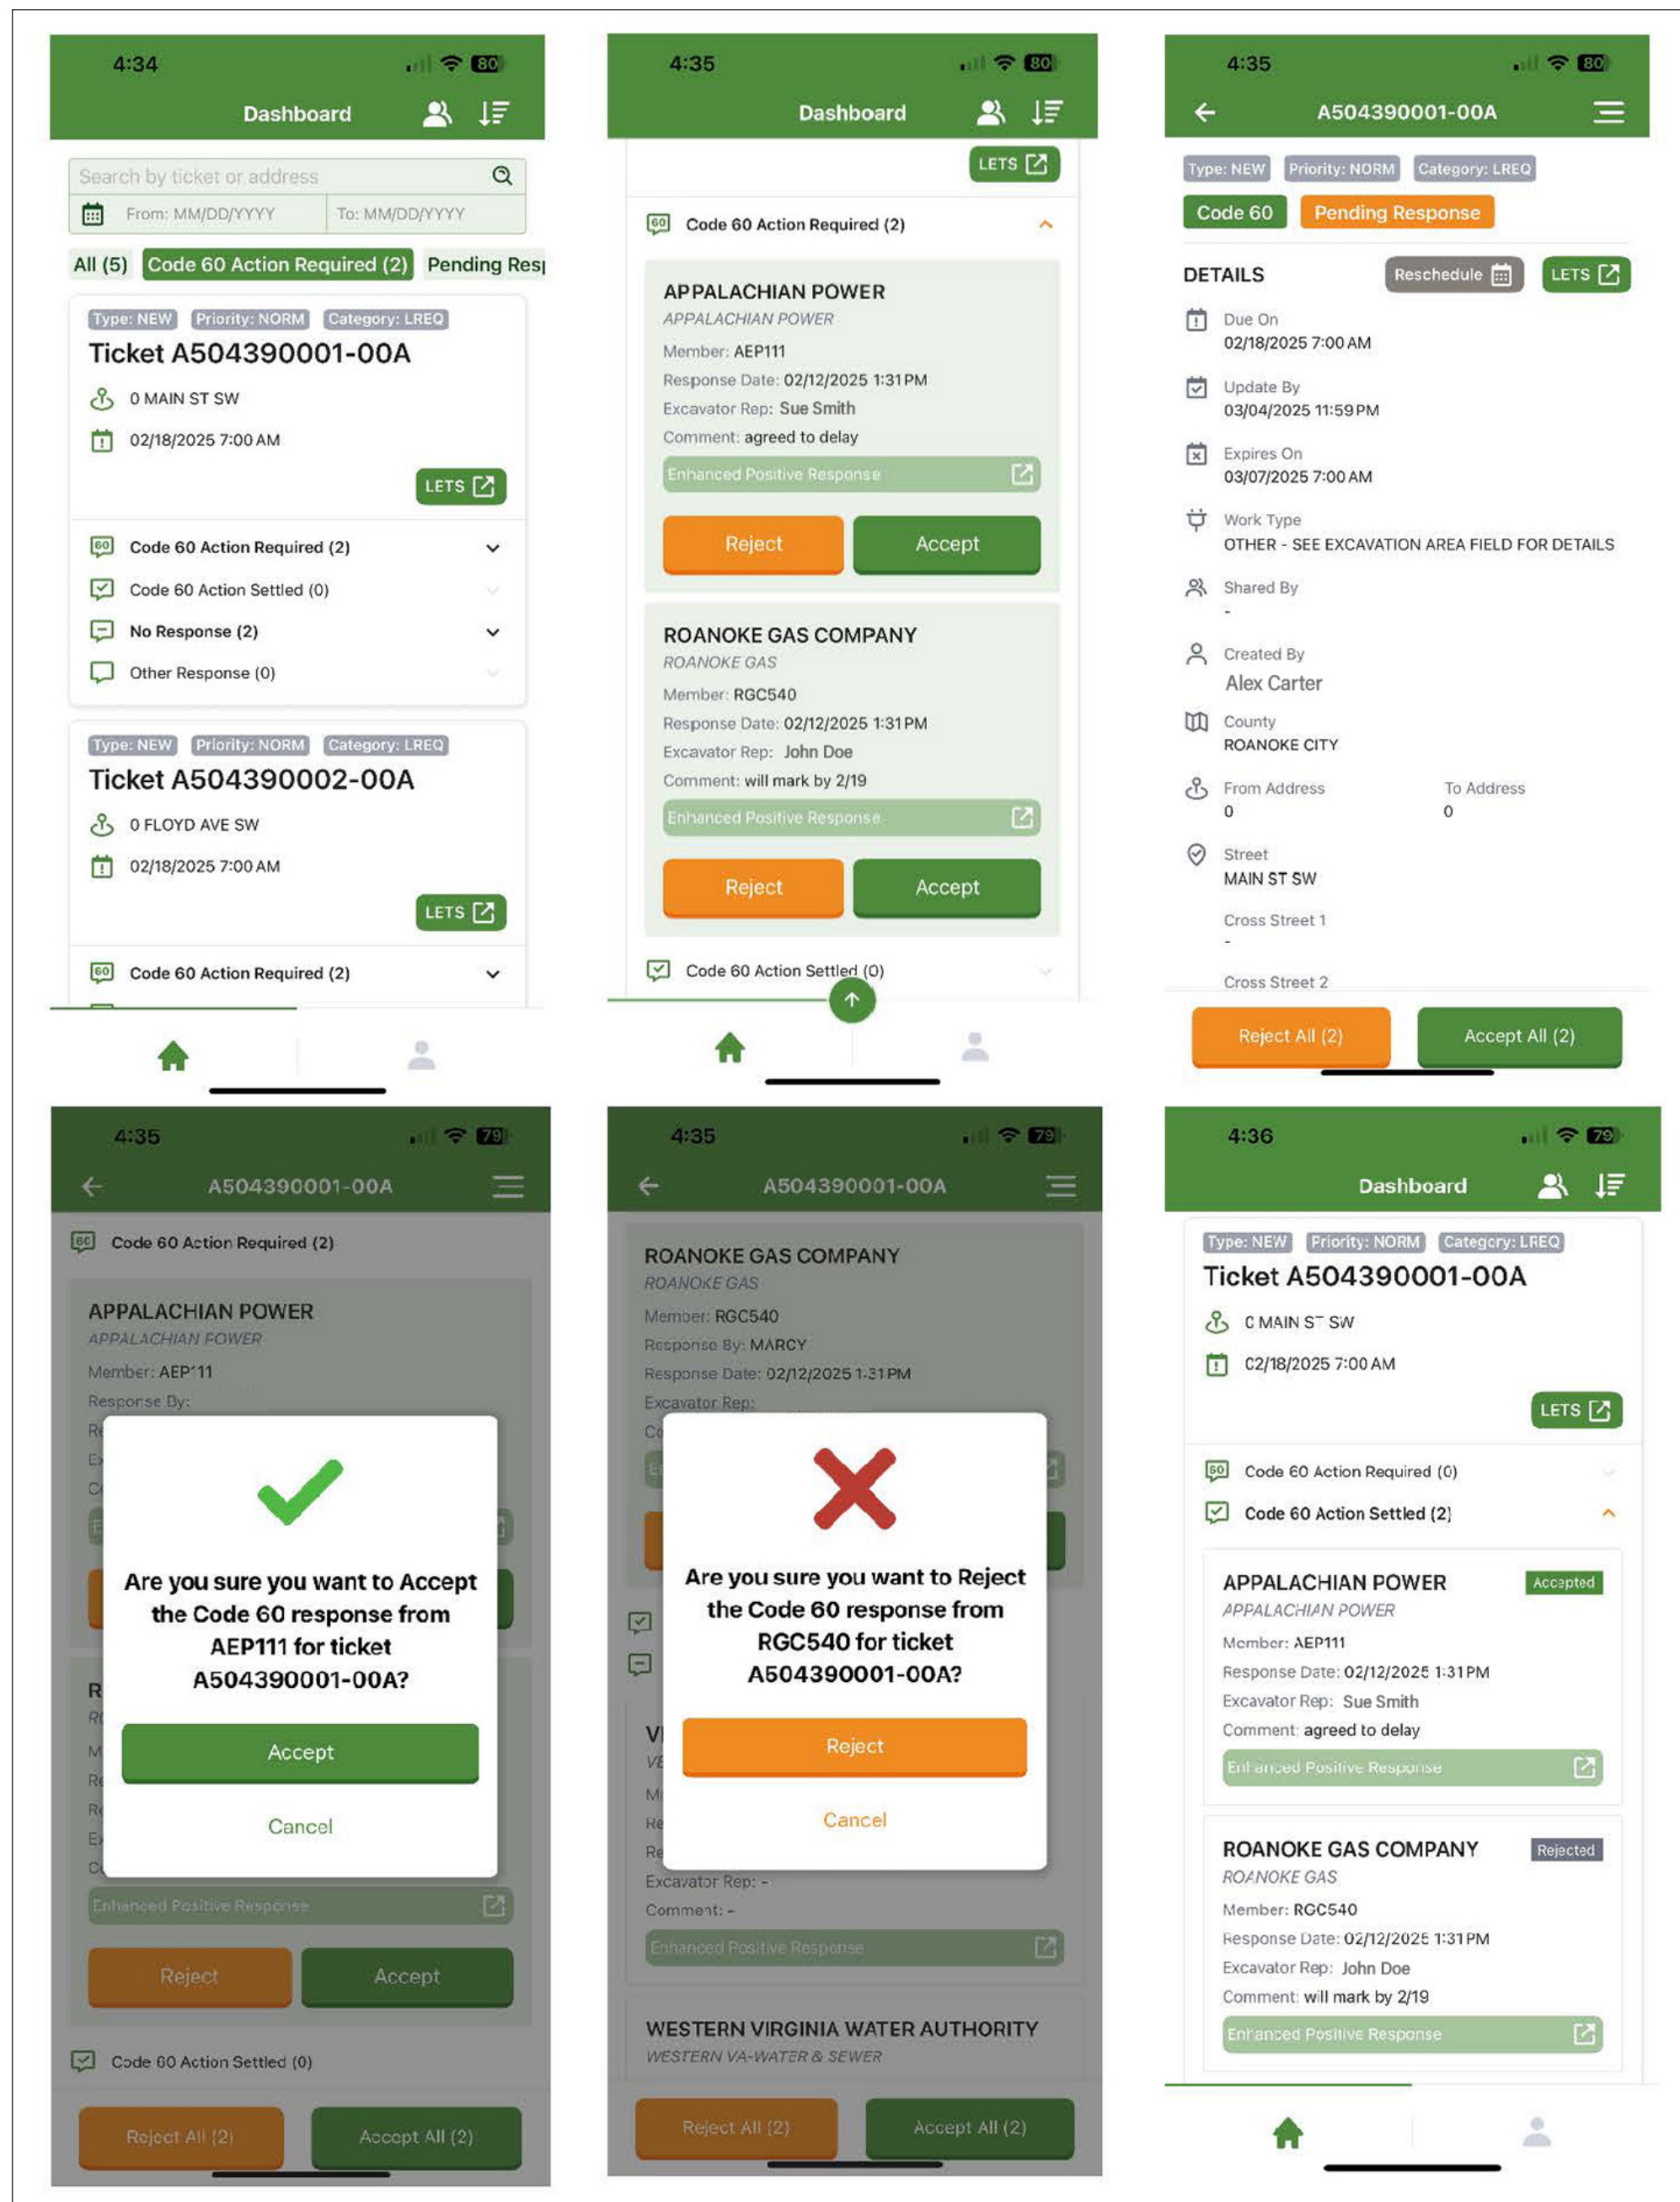 4:34
80
Dashboard
Search by ticket or address
From: MM/DD/YYYY To: MM/DD/YYYY
All (5) Code 60 Action Required (2) Pending Resp
Type: NEW Priority: NORM Category: LREQ
Ticket A504390001-00A
0 MAIN ST SW
02/18/2025 7:00 AM
LETS
60 Code 60 Action Required (2)
Code 60 Action Settled (0)
No Response (2)
Other Response (0)
Type: NEW Priority: NORM Category: LREQ
Ticket A504390002-00A
0 FLOYD AVE SW
02/18/2025 7:00 AM
LETS
60 Code 60 Action Required (2)
4:35
80
Dashboard
LETS
60 Code 60 Action Required (2)
APPALACHIAN POWER
APPALACHIAN POWER
Member: AEP111
Response Date: 02/12/2025 1:31 PM
Excavator Rep: Sue Smith
Comment: agreed to delay
Enhanced Positive Response
Reject Accept
ROANOKE GAS COMPANY
ROANOKE GAS
Member: RGC540
Response Date: 02/12/2025 1:31 PM
Excavator Rep: John Doe
Comment: will mark by 2/19
Enhanced Positive Response
Reject Accept
Code 60 Action Settled (0)
4:35
80
A504390001-00A
Type: NEW Priority: NORM Category: LREQ
Code 60 Pending Response
DETAILS Reschedule LETS
Due On
02/18/2025 7:00 AM
Update By
03/04/2025 11:59 PM
Expires On
03/07/2025 7:00 AM
Work Type
OTHER - SEE EXCAVATION AREA FIELD FOR DETAILS
Shared By
-
Created By
Alex Carter
County
ROANOKE CITY
From Address To Address
0 0
Street
MAIN ST SW
Cross Street 1
-
Cross Street 2
Reject All (2) Accept All (2)
4:35
79
A504390001-00A
60 Code 60 Action Required (2)
APPALACHIAN POWER
APPALACHIAN POWER
Member: AEP111
Response By:
Are you sure you want to Accept
the Code 60 response from
AEP111 for ticket
A504390001-00A?
Accept
Cancel
Enhanced Positive Response
Reject Accept
Code 60 Action Settled (0)
Reject All (2) Accept All (2)
4:35
79
A504390001-00A
ROANOKE GAS COMPANY
ROANOKE GAS
Member: RGC540
Response By: MARCY
Response Date: 02/12/2025 1:31 PM
Excavator Rep:
Are you sure you want to Reject
the Code 60 response from
RGC540 for ticket
A504390001-00A?
Reject
Cancel
Excavator Rep: -
Comment: -
Enhanced Positive Response
WESTERN VIRGINIA WATER AUTHORITY
WESTERN VA-WATER & SEWER
Reject All (2) Accept All (2)
4:36
79
Dashboard
Type: NEW Priority: NORM Category: LREQ
Ticket A504390001-00A
0 MAIN ST SW
02/18/2025 7:00 AM
LETS
60 Code 60 Action Required (0)
Code 60 Action Settled (2)
APPALACHIAN POWER Accepted
APPALACHIAN POWER
Member: AEP111
Response Date: 02/12/2025 1:31 PM
Excavator Rep: Sue Smith
Comment: agreed to delay
Enhanced Positive Response
ROANOKE GAS COMPANY Rejected
ROANOKE GAS
Member: RGC540
Response Date: 02/12/2025 1:31 PM
Excavator Rep: John Doe
Comment: will mark by 2/19
Enhanced Positive Response